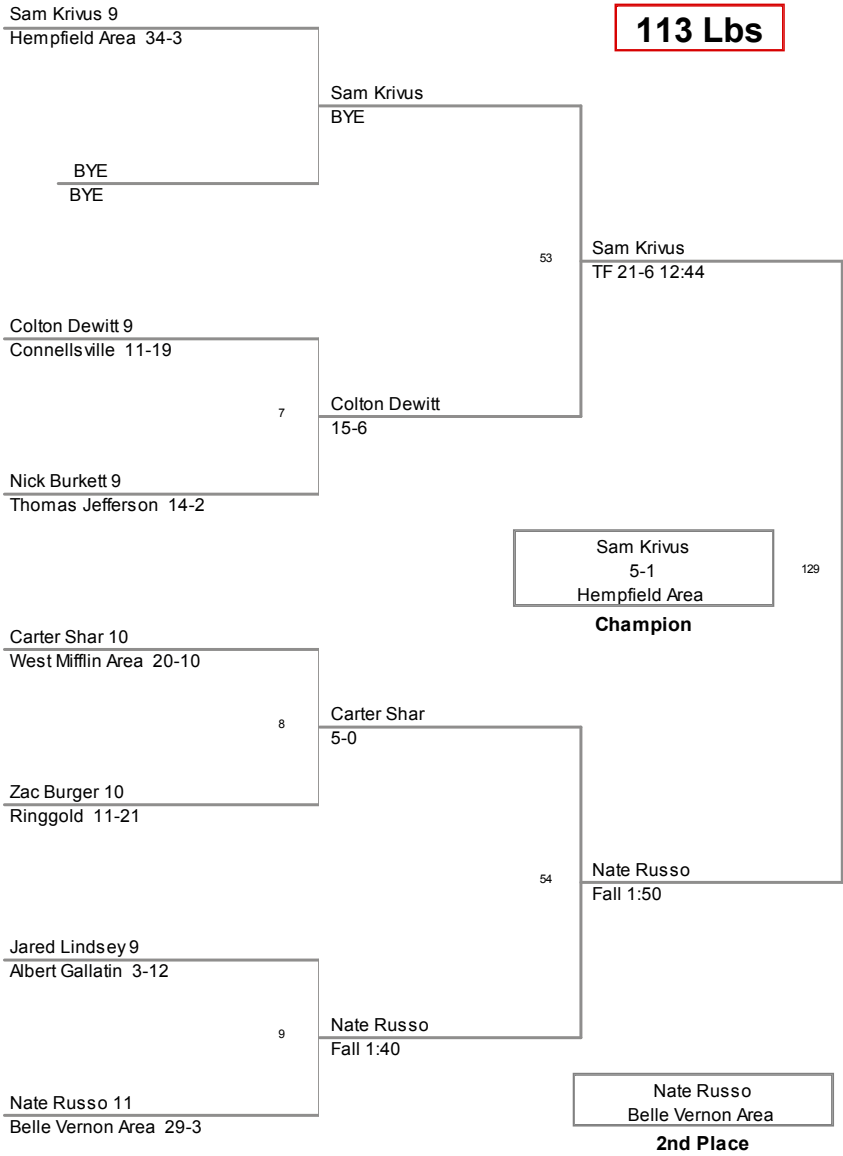 Sam Krivus 9
Hempfield Area 34-3
113 Lbs
Sam Krivus
BYE
BYE
BYE
53
Sam Krivus
TF 21-6 12:44
Colton Dewitt 9
Connellsville 11-19
7
Colton Dewitt
15-6
Nick Burkett 9
Thomas Jefferson 14-2
Sam Krivus
5-1
Hempfield Area
Champion
129
Carter Shar 10
West Mifflin Area 20-10
8
Carter Shar
5-0
Zac Burger 10
Ringgold 11-21
54
Nate Russo
Fall 1:50
Jared Lindsey 9
Albert Gallatin 3-12
9
Nate Russo
Fall 1:40
Nate Russo 11
Belle Vernon Area 29-3
Nate Russo
Belle Vernon Area
2nd Place